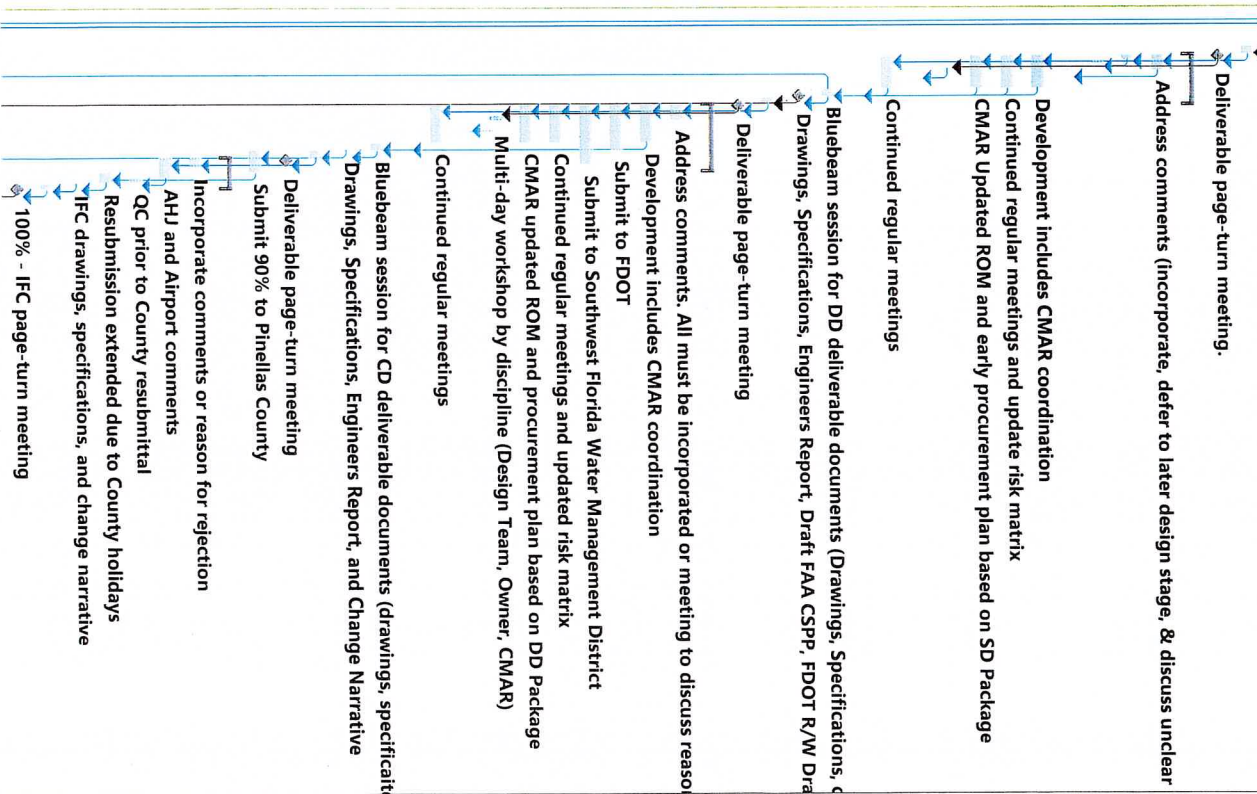 Deliverable page-turn meeting.
Address comments (incorporate, defer to later design stage, & discuss unclear
Development includes CMAR coordination
Continued regular meetings and update risk matrix
CMAR Updated ROM and early procurement plan based on SD Package
Continued regular meetings
Bluebeam session for DD deliverable documents (Drawings, Specifications,
Drawings, Specifications, Engineers Report, Draft FAA CSPP, FDOT R/W Dra
Deliverable page-turn meeting
Address comments. All must be incorporated or meeting to discuss reaso
Development includes CMAR coordination
Submit to FDOT
Submit to Southwest Florida Water Management District
Continued regular meetings and updated risk matrix
CMAR updated ROM and procurement plan based on DD Package
Multi-day workshop by discipline (Design Team, Owner, CMAR)
Continued regular meetings
Bluebeam session for CD deliverable documents (drawings, specificaito
Drawings, Specifications, Engineers Report, and Change Narrative
Deliverable page-turn meeting
Submit 90% to Pinellas County
Incorporate comments or reason for rejection
AHJ and Airport comments
QC prior to County resubmittal
Resubmission extended due to County holidays
IFC drawings, specifications, and change narrative
100% - IFC page-turn meeting